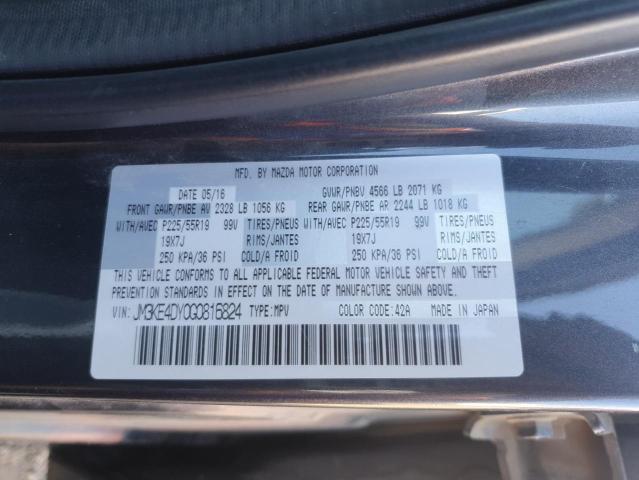 MFD. BY MAZDA MOTOR CORPORATION
DATE 05/16 GVWR/PNBV 4566 LB 2071 KG
FRONT GAWR/PNBE AV 2328 LB 1056 KG REAR GAWR/PNBE AR 2244 LB 1018 KG
WITH/AVEC P225/55R19 99V TIRES/PNEUS WITH/AVEC P225/55R19 99V TIRES/PNEUS
19X7J RIMS/JANTES 19X7J RIMS/JANTES
250 KPA/36 PSI COLD/A FROID 250 KPA/36 PSI COLD/A FROID
THIS VEHICLE CONFORMS TO ALL APPLICABLE FEDERAL MOTOR VEHICLE SAFETY AND THEFT
PREVENTION STANDARDS IN EFFECT ON THE DATE OF MANUFACTURE SHOWN ABOVE.
VIN: JM3KE4DY0G0816824 TYPE:MPV COLOR CODE:42A MADE IN JAPAN